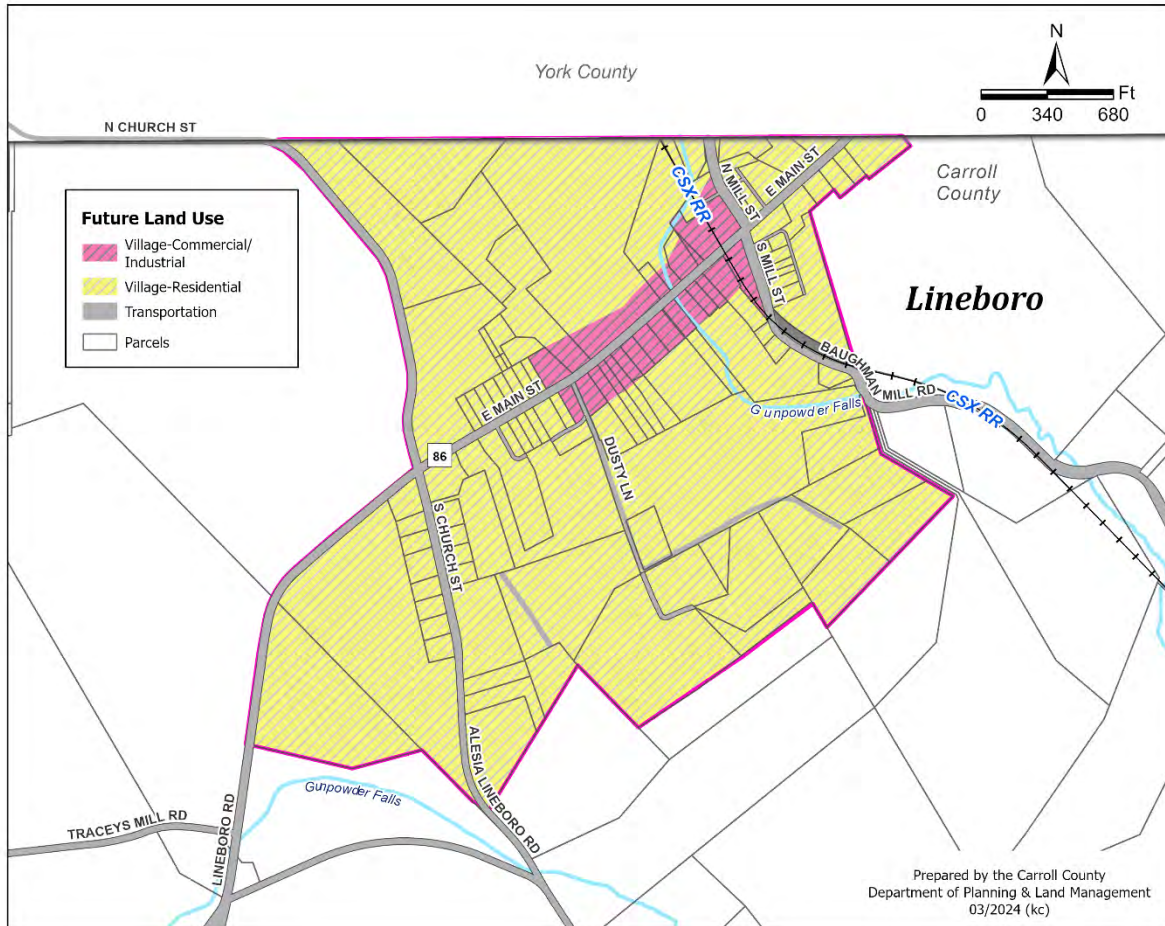 York County
N
Ft
0 340 680
N CHURCH ST
CSX-RR
N MILL ST
E MAIN ST
Carroll
County
Future Land Use
Village-Commercial/
Industrial
Village-Residential
Transportation
Parcels
S MILL ST
Lineboro
BAUGHMAN MILL RD
CSX-RR
Gunpowder Falls
E MAIN ST
86
DUSTY LN
S CHURCH ST
ALESIA LINEBORO RD
Gunpowder Falls
TRACEYS MILL RD
LINEBORO RD
Prepared by the Carroll County
Department of Planning & Land Management
03/2024 (kc)